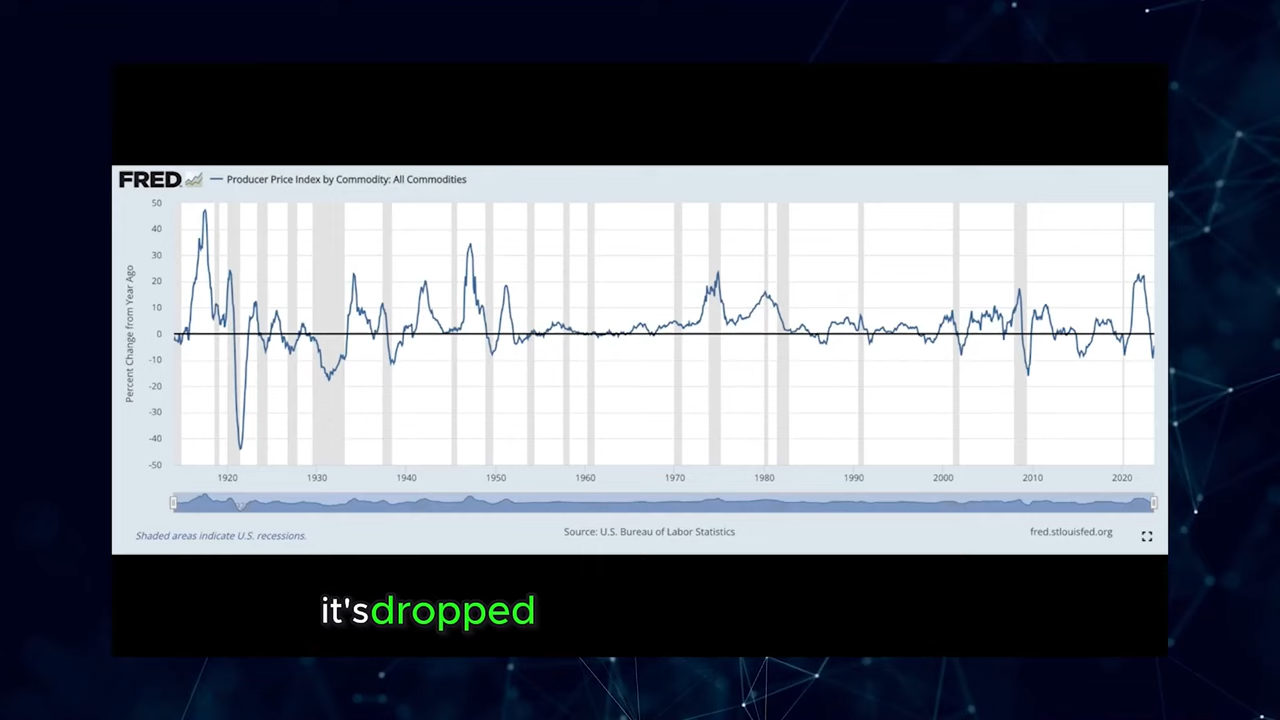 FRED Producer Price Index by Commodity: All Commodities
Percent Change from Year Ago
50
40
30
20
10
0
-10
-20
-30
-40
-50
1920 1930 1940 1950 1960 1970 1980 1990 2000 2010 2020
Shaded areas indicate U.S. recessions. Source: U.S. Bureau of Labor Statistics fred.stlouisfed.org
it's dropped